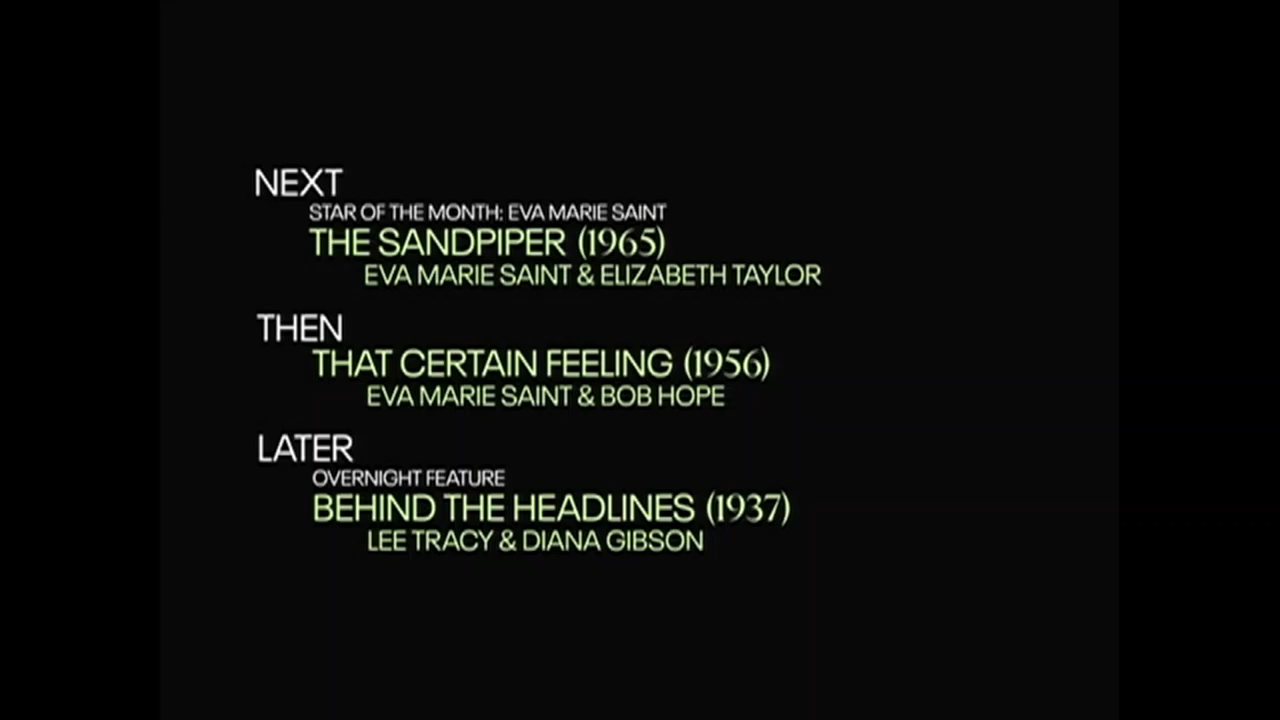 NEXT
STAR OF THE MONTH: EVA MARIE SAINT
THE SANDPIPER (1965)
EVA MARIE SAINT & ELIZABETH TAYLOR
THEN
THAT CERTAIN FEELING (1956)
EVA MARIE SAINT & BOB HOPE
LATER
OVERNIGHT FEATURE
BEHIND THE HEADLINES (1937)
LEE TRACY & DIANA GIBSON